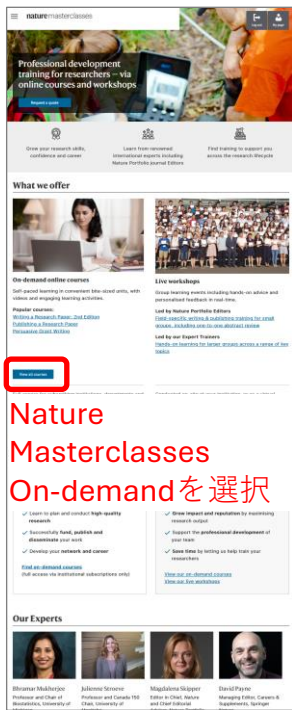 nature masterclasses
Log in
Register
Professional development
training for researchers — via
online courses and workshops
Request a quote
Grow your research skills,
confidence and career
Learn from renowned
international experts including
Nature Portfolio journal Editors
Find training to support you
across the research lifecycle
What we offer
On-demand online courses
Self-paced learning in convenient bite-sized units, with
videos and engaging learning activities.
Popular courses:
Writing a Research Paper: 2nd Edition
Publishing a Research Paper
Persuasive Grant Writing
Live workshops
Group learning events including hands-on advice and
personalised feedback in real-time.
Led by Nature Portfolio Editors
Field-specific writing & publishing training for small
groups, including one-to-one abstract review
Led by our Expert Trainers
Hands-on learning for larger groups across a range of key
topics
View all courses
Nature
Masterclasses
On-demandを選択
Learn to plan and conduct high-quality
research
Successfully fund, publish and
disseminate your work
Develop your network and career
Find on-demand courses
(full access via institutional subscriptions only)
Grow impact and reputation by maximising
research output
Support the professional development of
your team
Save time by letting us help train your
researchers
View our on-demand courses
View our live workshops
Our Experts
Bhramar Mukherjee
Professor and Chair of
Biostatistics, University of
Julienne Stroeve
Professor and Canada 150
Chair, University of
Magdalena Skipper
Editor in Chief, Nature
and Chief Editorial
David Payne
Managing Editor, Careers &
Supplements, Springer